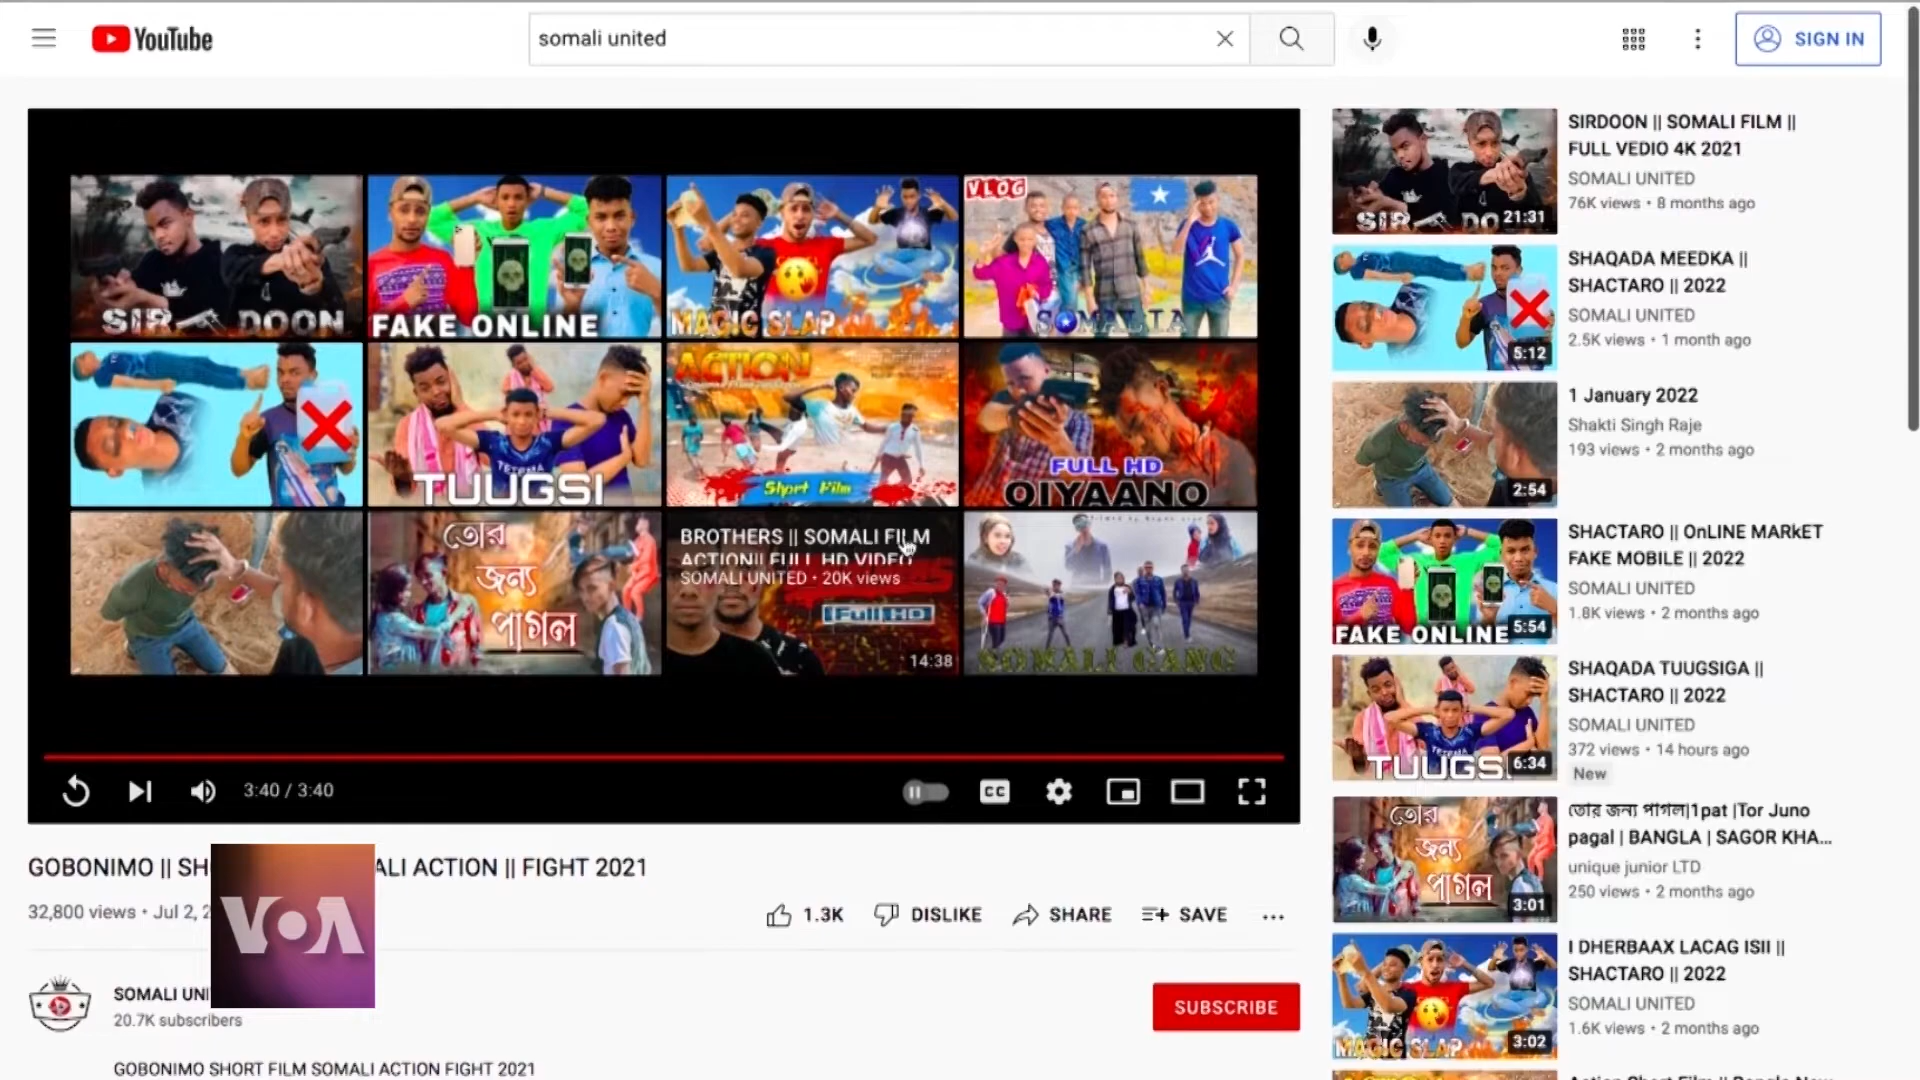 YouTube
somali united
SIGN IN
SIR DOON
FAKE ONLINE
MAGIC SLAP
VLOG
SOMALIA
TUUGSI
ACTION
Short Film
FULL HD
OIYAANO
তোর
জন্য
পাগল
BROTHERS || SOMALI FILM
ACTION|| FULL HD VIDEO
SOMALI UNITED • 20K views
Full HD
14:38
SOMALI GANG
3:40 / 3:40
CC
GOBONIMO || SH
ALI ACTION || FIGHT 2021
32,800 views • Jul 2, 2
1.3K
DISLIKE
SHARE
SAVE
VOA
SOMALI UNI
20.7K subscribers
SUBSCRIBE
GOBONIMO SHORT FILM SOMALI ACTION FIGHT 2021
SIR DO
21:31
SIRDOON || SOMALI FILM ||
FULL VEDIO 4K 2021
SOMALI UNITED
76K views • 8 months ago
5:12
SHAQADA MEEDKA ||
SHACTARO || 2022
SOMALI UNITED
2.5K views • 1 month ago
2:54
1 January 2022
Shakti Singh Raje
193 views • 2 months ago
FAKE ONLINE
5:54
SHACTARO || OnLINE MARkET
FAKE MOBILE || 2022
SOMALI UNITED
1.8K views • 2 months ago
TUUGS
6:34
SHAQADA TUUGSIGA ||
SHACTARO || 2022
SOMALI UNITED
372 views • 14 hours ago
New
তোর
জন্য
পাগল
3:01
তোর জন্য পাগল|1pat |Tor Juno
pagal | BANGLA | SAGOR KHA...
unique junior LTD
250 views • 2 months ago
MAGIC SLAP
3:02
I DHERBAAX LACAG ISII ||
SHACTARO || 2022
SOMALI UNITED
1.6K views • 2 months ago